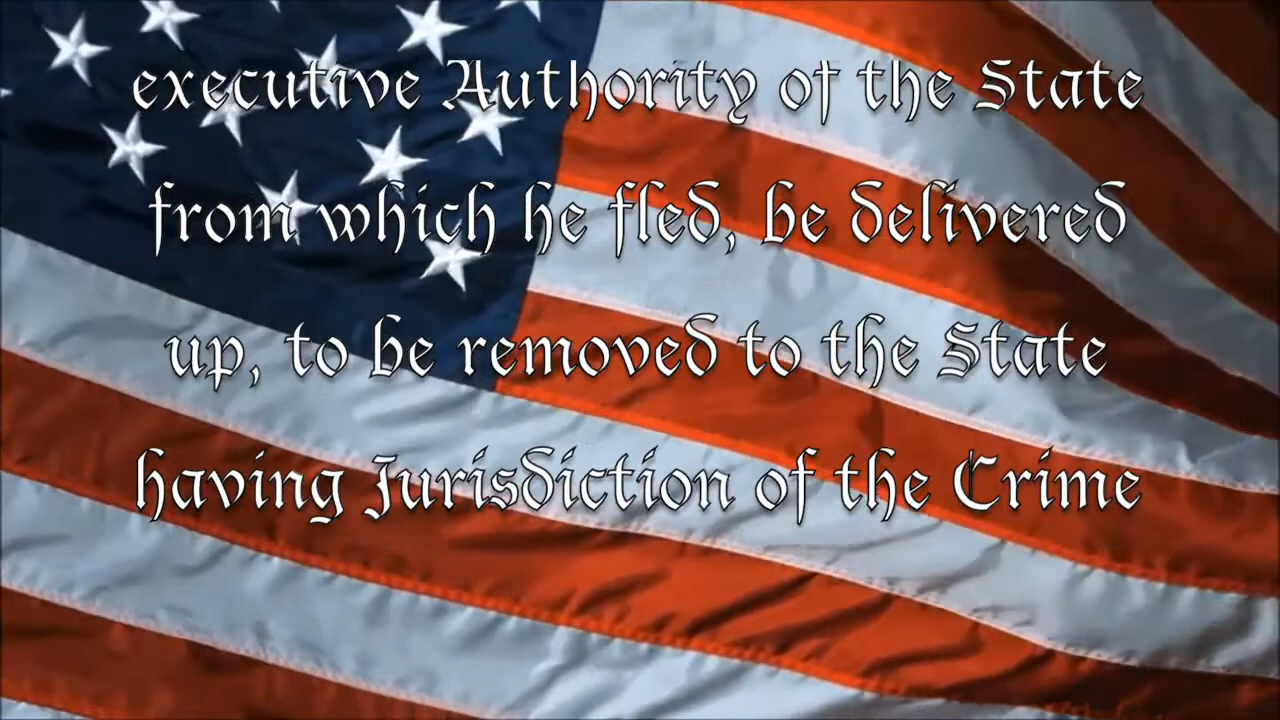 executive Authority of the State
from which he fled, be delivered
up, to be removed to the State
having Jurisdiction of the Crime